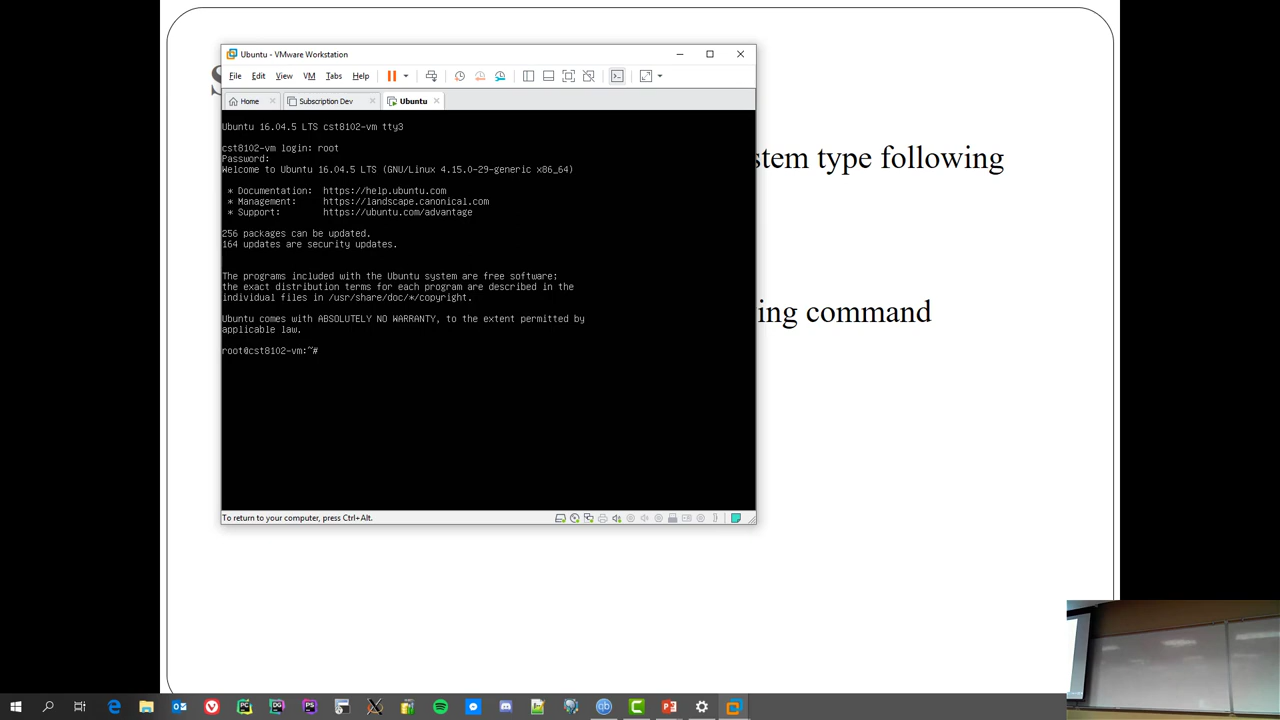 Ubuntu - VMware Workstation
File Edit View VM Tabs Help
Home Subscription Dev Ubuntu
Ubuntu 16.04.5 LTS cst8102-vm tty3
cst8102-vm login: root
Password:
Welcome to Ubuntu 16.04.5 LTS (GNU/Linux 4.15.0-29-generic x86_64)
* Documentation: https://help.ubuntu.com
* Management: https://landscape.canonical.com
* Support: https://ubuntu.com/advantage
256 packages can be updated.
164 updates are security updates.
The programs included with the Ubuntu system are free software;
the exact distribution terms for each program are described in the
individual files in /usr/share/doc/*/copyright.
Ubuntu comes with ABSOLUTELY NO WARRANTY, to the extent permitted by
applicable law.
root@cst8102-vm:~#
To return to your computer, press Ctrl+Alt.
stem type following
ing command
PC DG PS